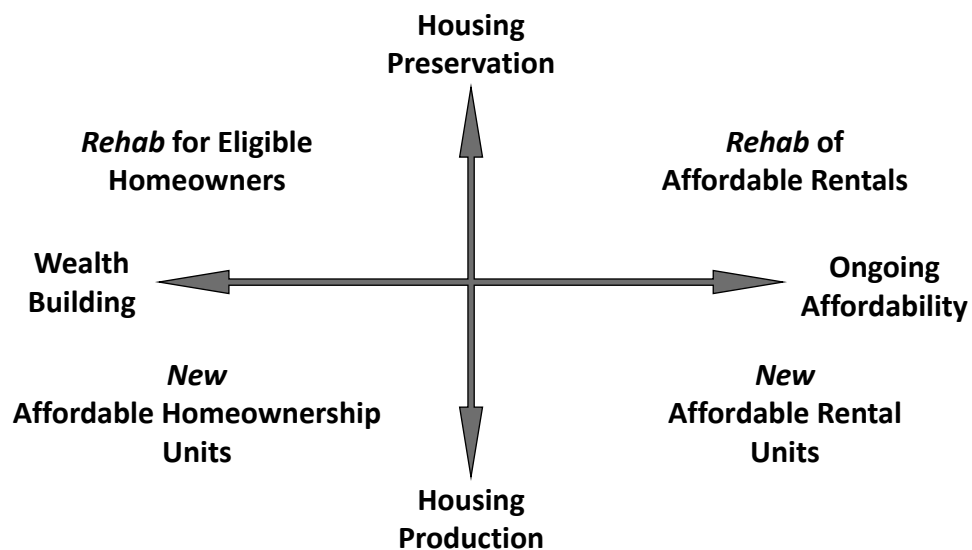 Housing
Preservation
Rehab for Eligible
Homeowners
Rehab of
Affordable Rentals
Wealth
Building
Ongoing
Affordability
New
Affordable Homeownership
Units
New
Affordable Rental
Units
Housing
Production